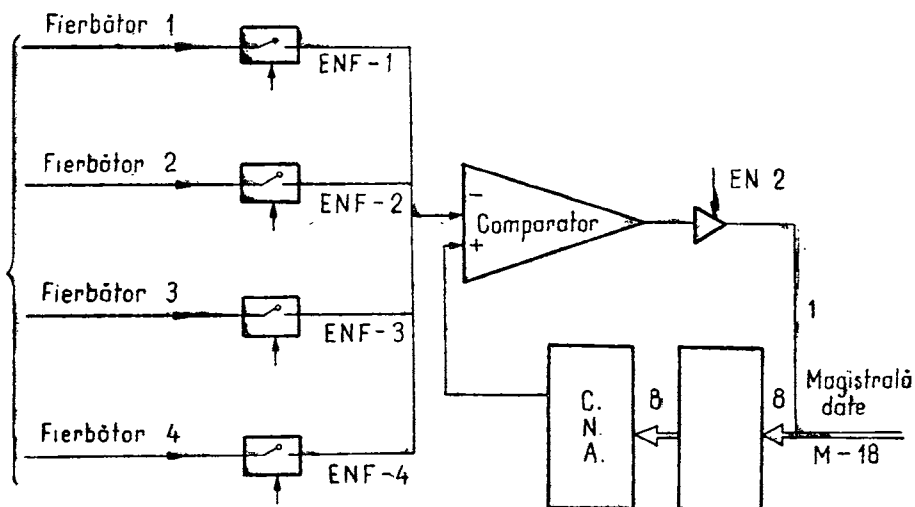 Fierbător 1
ENF-1
Fierbător 2
ENF-2
Fierbător 3
ENF-3
Fierbător 4
ENF-4
−
Comparator
+
EN 2
1
C.
N.
A.
8
8
Magistrală
date
M-18